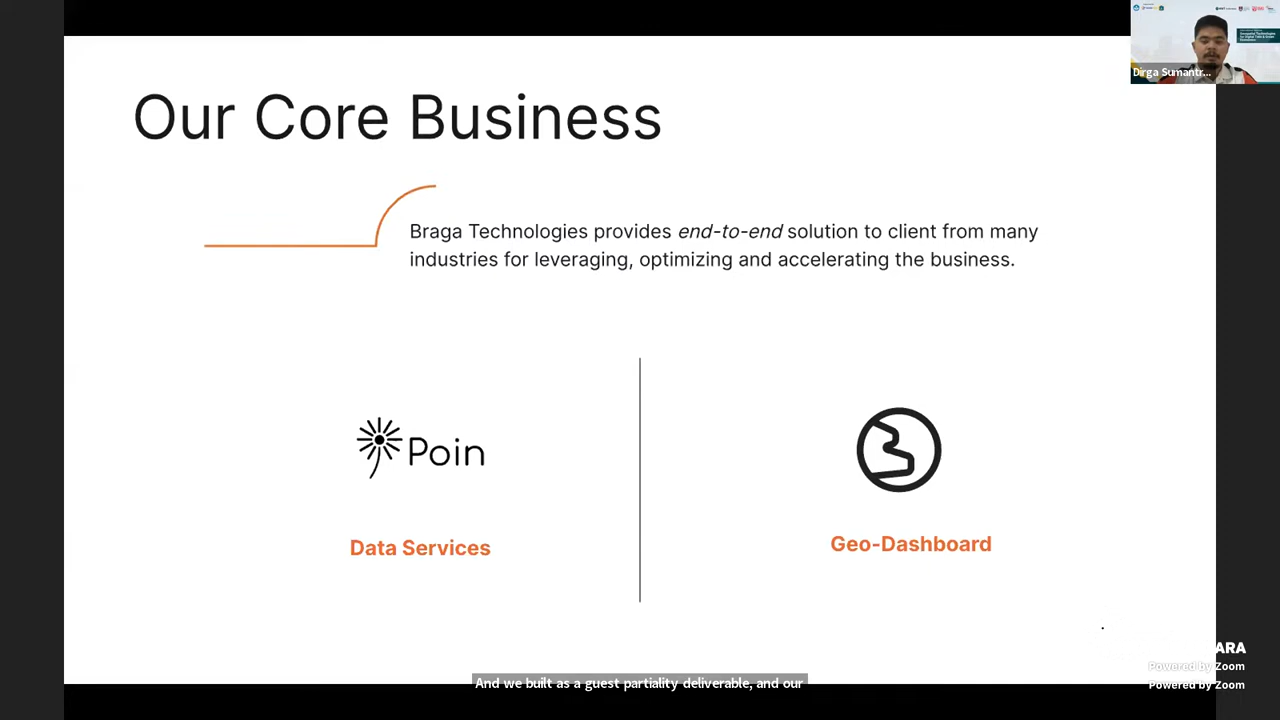 Our Core Business
Dirga Sumantr...
Braga Technologies provides end-to-end solution to client from many
industries for leveraging, optimizing and accelerating the business.
Poin
Data Services
Geo-Dashboard
ARA
Powered by Zoom
Powered by Zoom
And we built as a guest partiality deliverable, and our